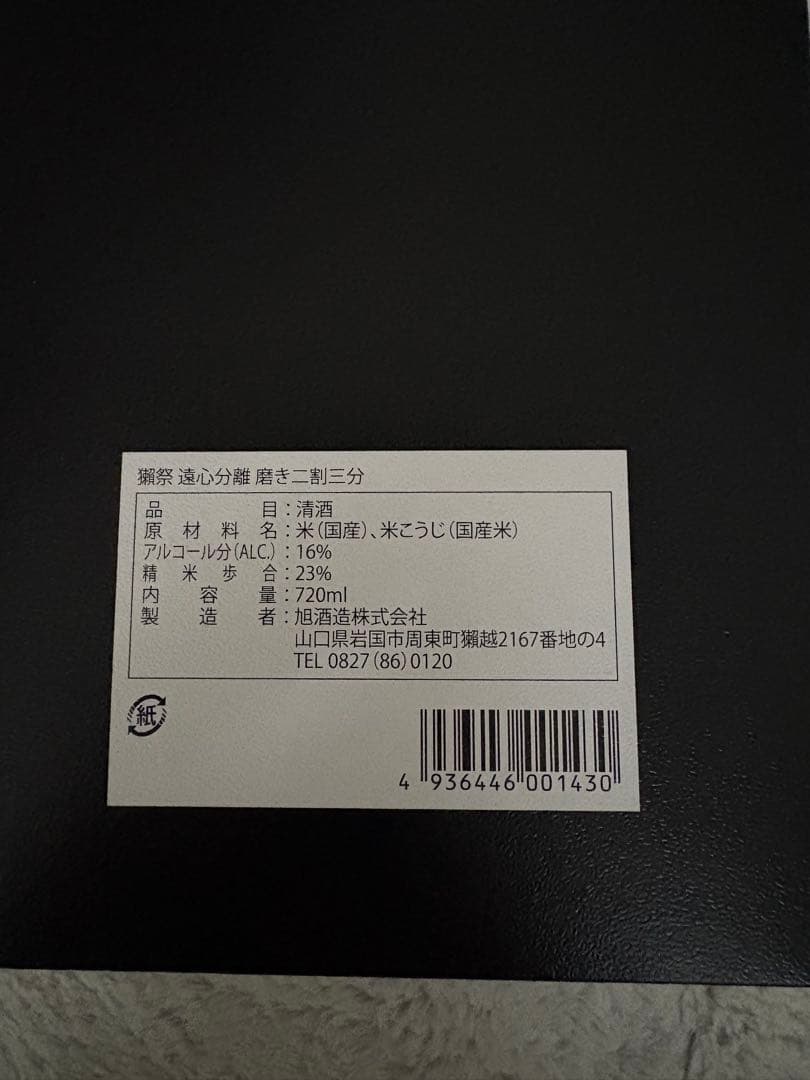 獺祭 遠心分離 磨き二割三分
品目：清酒
原材料名：米（国産）、米こうじ（国産米）
アルコール分（ALC.）：16%
精米歩合：23%
内容量：720ml
製造者：旭酒造株式会社
山口県岩国市周東町獺越2167番地の4
TEL 0827（86）0120
紙
4 936446 001430